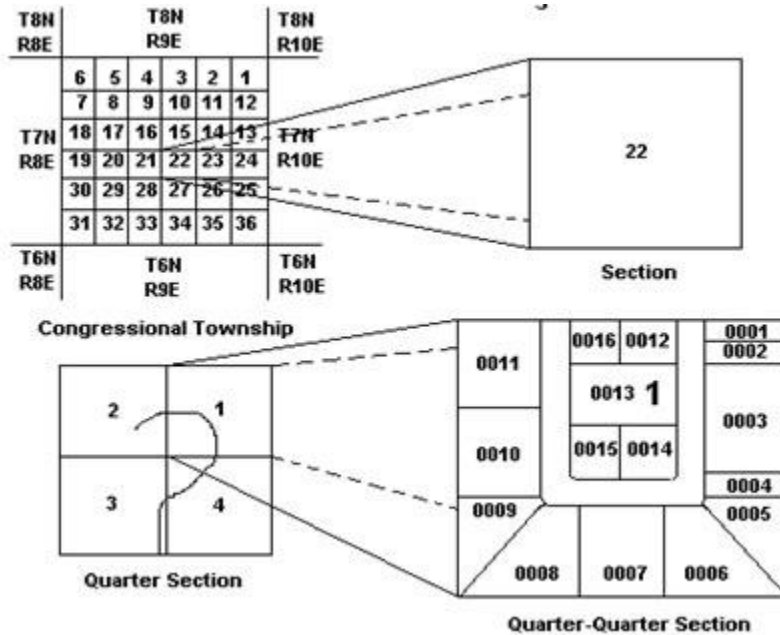 T8N T8N T8N
R8E R9E R10E
6 5 4 3 2 1
7 8 9 10 11 12
18 17 16 15 14 13
T7N T7N
R8E R10E
19 20 21 22 23 24
30 29 28 27 26 25
31 32 33 34 35 36
T6N T6N T6N
R8E R9E R10E
Congressional Township
22
Section
2 1
3 4
Quarter Section
0016 0012 0001
0002
0011
0013 1
0003
0010 0015 0014
0004
0009 0005
0008 0007 0006
Quarter-Quarter Section